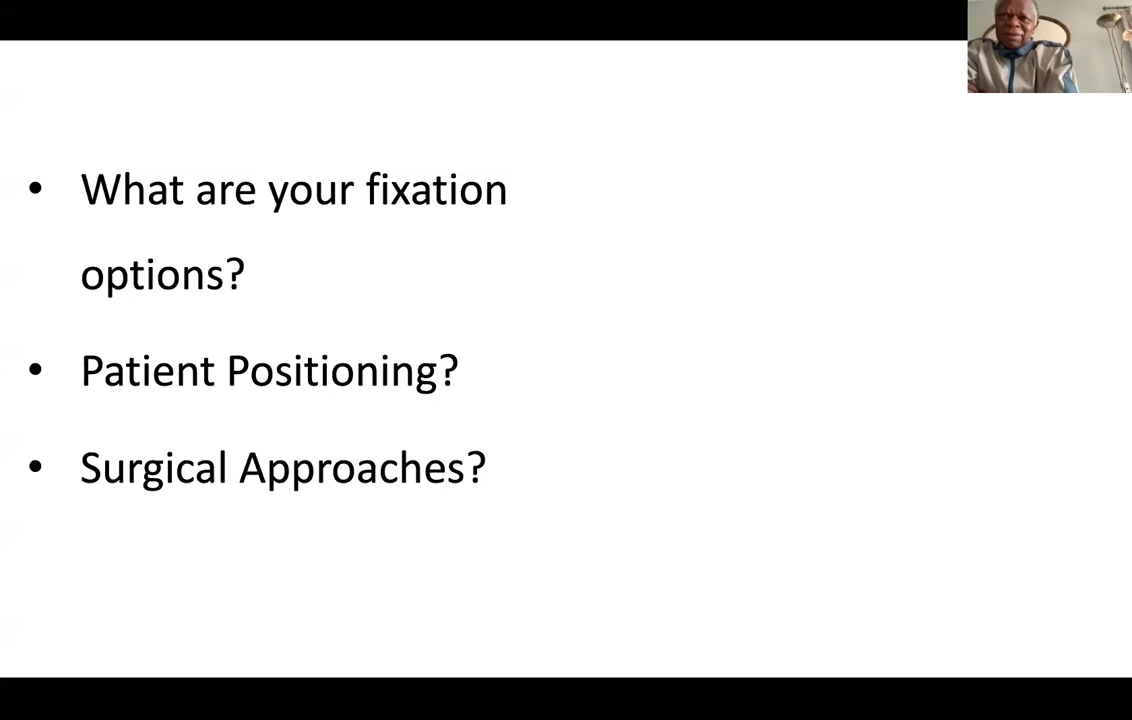 • What are your fixation
options?
• Patient Positioning?
• Surgical Approaches?